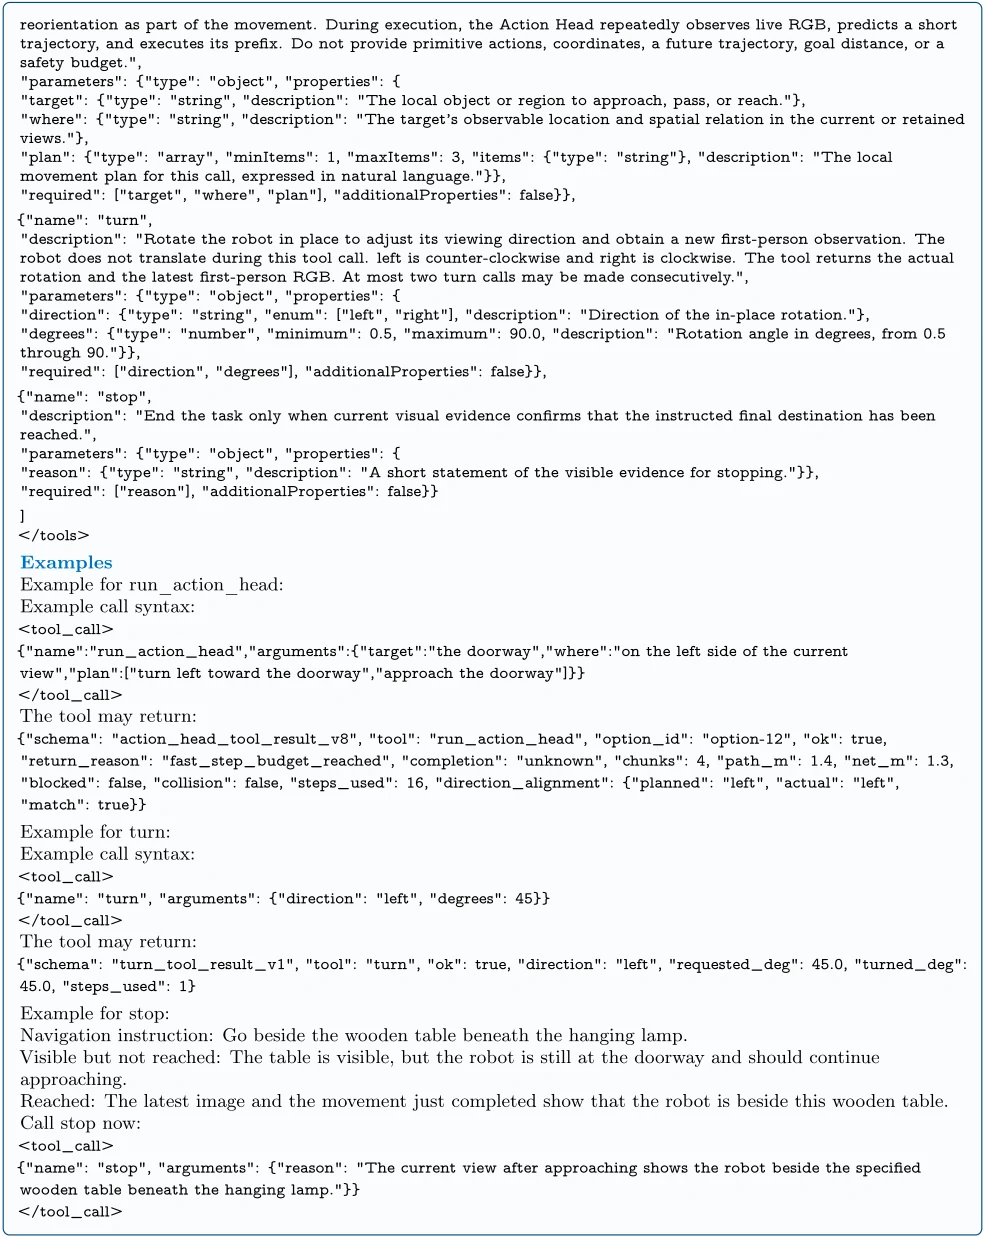 reorientation as part of the movement. During execution, the Action Head repeatedly observes live RGB, predicts a short
trajectory, and executes its prefix. Do not provide primitive actions, coordinates, a future trajectory, goal distance, or a
safety budget.",
"parameters": {"type": "object", "properties": {
"target": {"type": "string", "description": "The local object or region to approach, pass, or reach."},
"where": {"type": "string", "description": "The target's observable location and spatial relation in the current or retained
views."},
"plan": {"type": "array", "minItems": 1, "maxItems": 3, "items": {"type": "string"}, "description": "The local
movement plan for this call, expressed in natural language."}},
"required": ["target", "where", "plan"], "additionalProperties": false}},
{"name": "turn",
"description": "Rotate the robot in place to adjust its viewing direction and obtain a new first-person observation. The
robot does not translate during this tool call. left is counter-clockwise and right is clockwise. The tool returns the actual
rotation and the latest first-person RGB. At most two turn calls may be made consecutively.",
"parameters": {"type": "object", "properties": {
"direction": {"type": "string", "enum": ["left", "right"], "description": "Direction of the in-place rotation."},
"degrees": {"type": "number", "minimum": 0.5, "maximum": 90.0, "description": "Rotation angle in degrees, from 0.5
through 90."}},
"required": ["direction", "degrees"], "additionalProperties": false}},
{"name": "stop",
"description": "End the task only when current visual evidence confirms that the instructed final destination has been
reached.",
"parameters": {"type": "object", "properties": {
"reason": {"type": "string", "description": "A short statement of the visible evidence for stopping."}},
"required": ["reason"], "additionalProperties": false}}
]
</tools>
Examples
Example for run_action_head:
Example call syntax:
<tool_call>
{"name":"run_action_head","arguments":{"target":"the doorway","where":"on the left side of the current
view","plan":["turn left toward the doorway","approach the doorway"]}}
</tool_call>
The tool may return:
{"schema": "action_head_tool_result_v8", "tool": "run_action_head", "option_id": "option-12", "ok": true,
"return_reason": "fast_step_budget_reached", "completion": "unknown", "chunks": 4, "path_m": 1.4, "net_m": 1.3,
"blocked": false, "collision": false, "steps_used": 16, "direction_alignment": {"planned": "left", "actual": "left",
"match": true}}
Example for turn:
Example call syntax:
<tool_call>
{"name": "turn", "arguments": {"direction": "left", "degrees": 45}}
</tool_call>
The tool may return:
{"schema": "turn_tool_result_v1", "tool": "turn", "ok": true, "direction": "left", "requested_deg": 45.0, "turned_deg":
45.0, "steps_used": 1}
Example for stop:
Navigation instruction: Go beside the wooden table beneath the hanging lamp.
Visible but not reached: The table is visible, but the robot is still at the doorway and should continue
approaching.
Reached: The latest image and the movement just completed show that the robot is beside this wooden table.
Call stop now:
<tool_call>
{"name": "stop", "arguments": {"reason": "The current view after approaching shows the robot beside the specified
wooden table beneath the hanging lamp."}}
</tool_call>